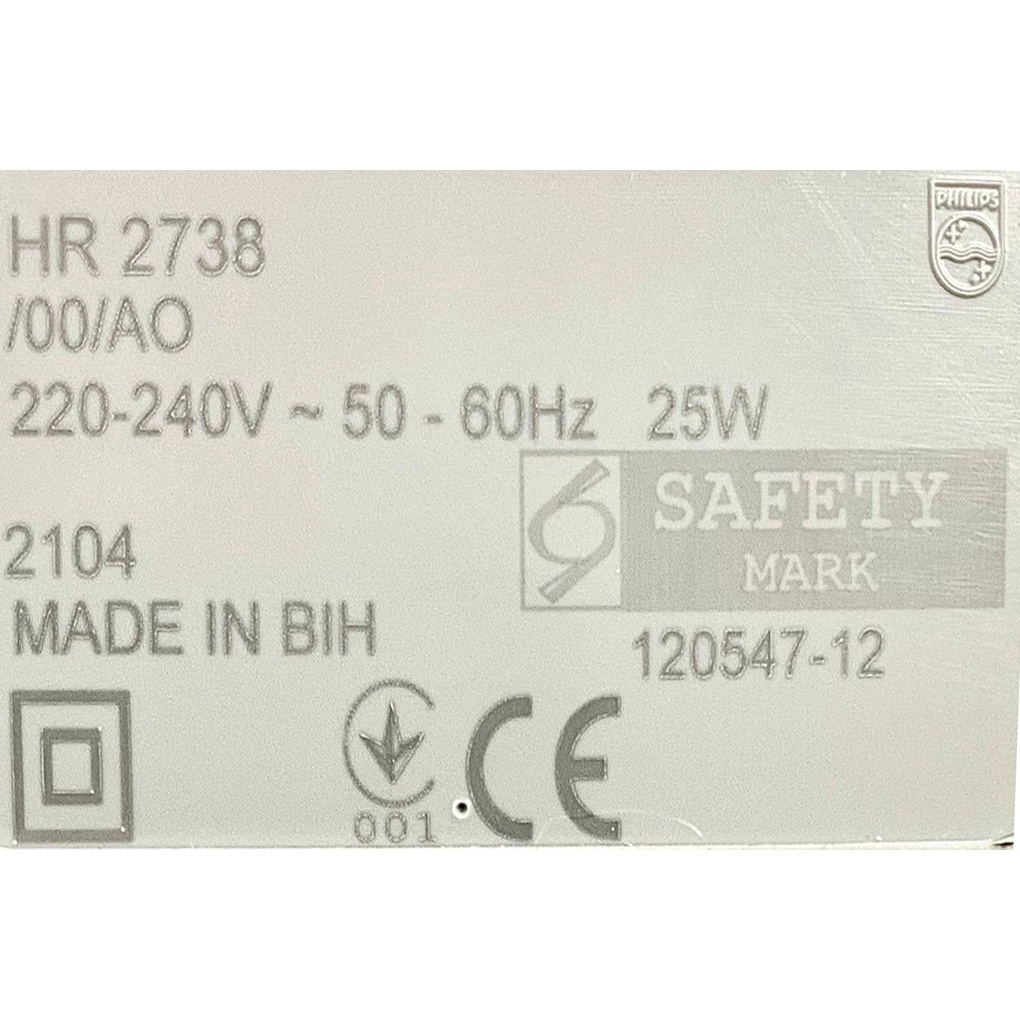 PHILIPS
HR 2738
/00/AO
220-240V ~ 50 - 60Hz 25W
SAFETY
MARK
2104
MADE IN BIH
120547-12
001
CE